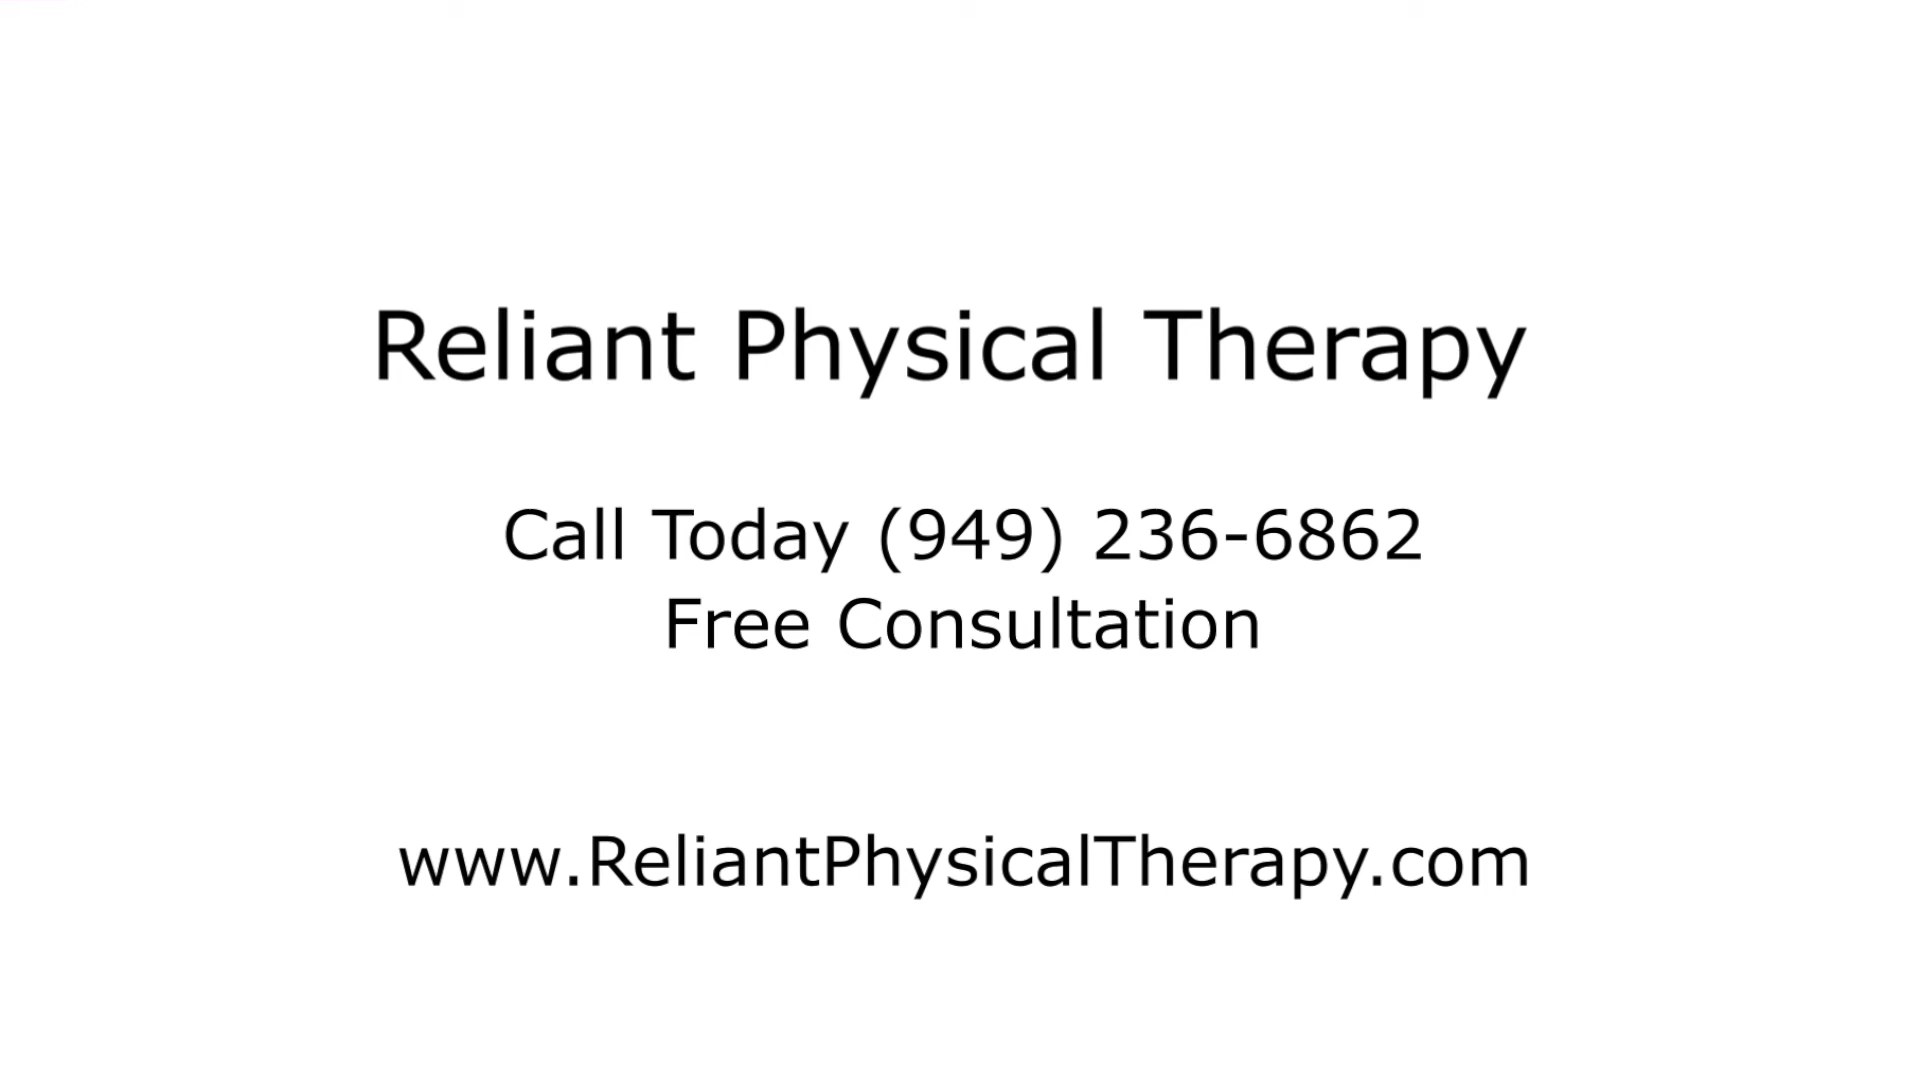 Reliant Physical Therapy
Call Today (949) 236-6862
Free Consultation
www.ReliantPhysicalTherapy.com